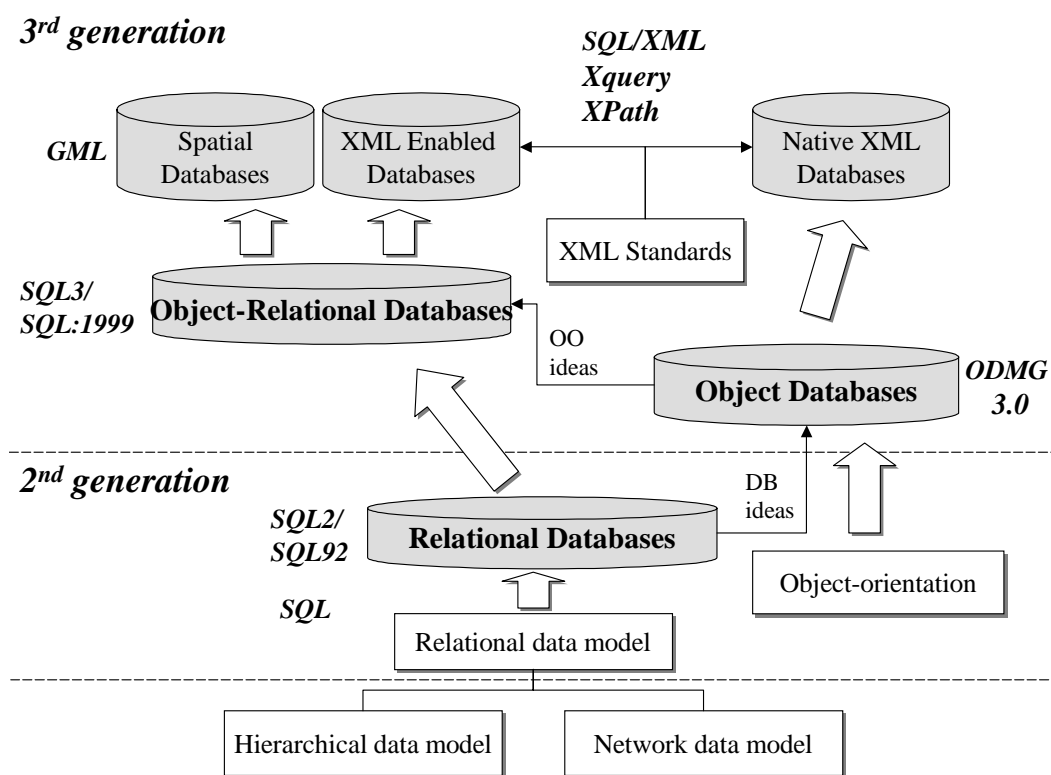 3rd generation
SQL/XML
Xquery
XPath
GML
Spatial
Databases
XML Enabled
Databases
Native XML
Databases
XML Standards
SQL3/
SQL:1999
Object-Relational Databases
OO
ideas
Object Databases
ODMG
3.0
2nd generation
SQL2/
SQL92
Relational Databases
DB
ideas
Object-orientation
SQL
Relational data model
Hierarchical data model
Network data model